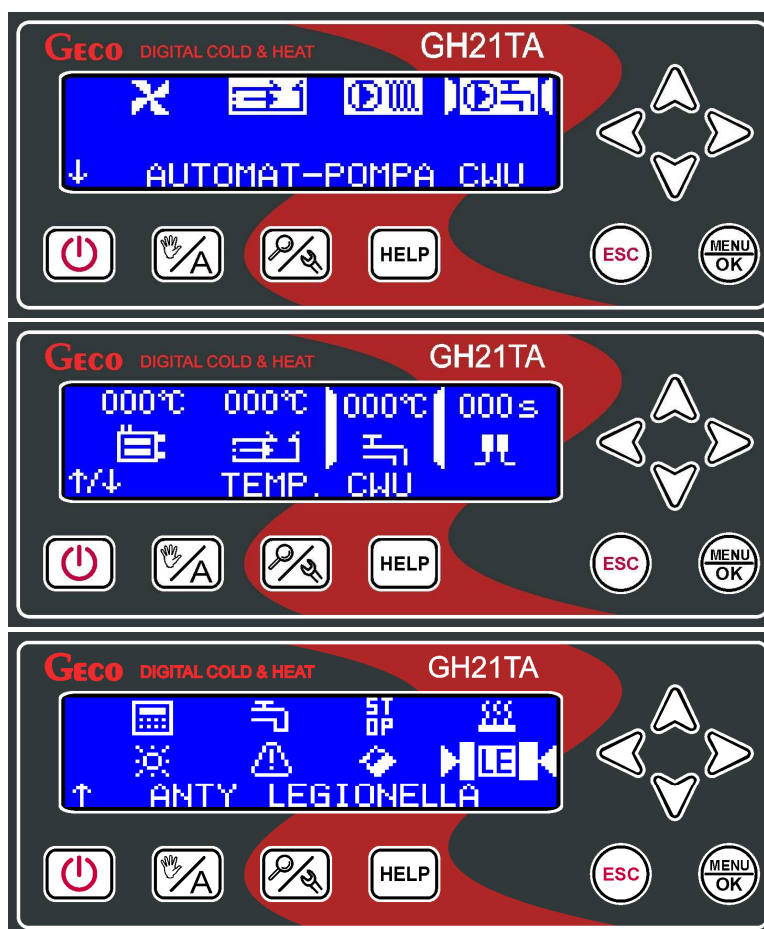 GECO DIGITAL COLD & HEAT GH21TA
↓ AUTOMAT-POMPA CWU
A HELP ESC MENU
OK
GECO DIGITAL COLD & HEAT GH21TA
000°C 000°C 000°C 000s
↑/↓ TEMP. CWU
A HELP ESC MENU
OK
GECO DIGITAL COLD & HEAT GH21TA
ST
OP
LE
↑ ANTY LEGIONELLA
A HELP ESC MENU
OK